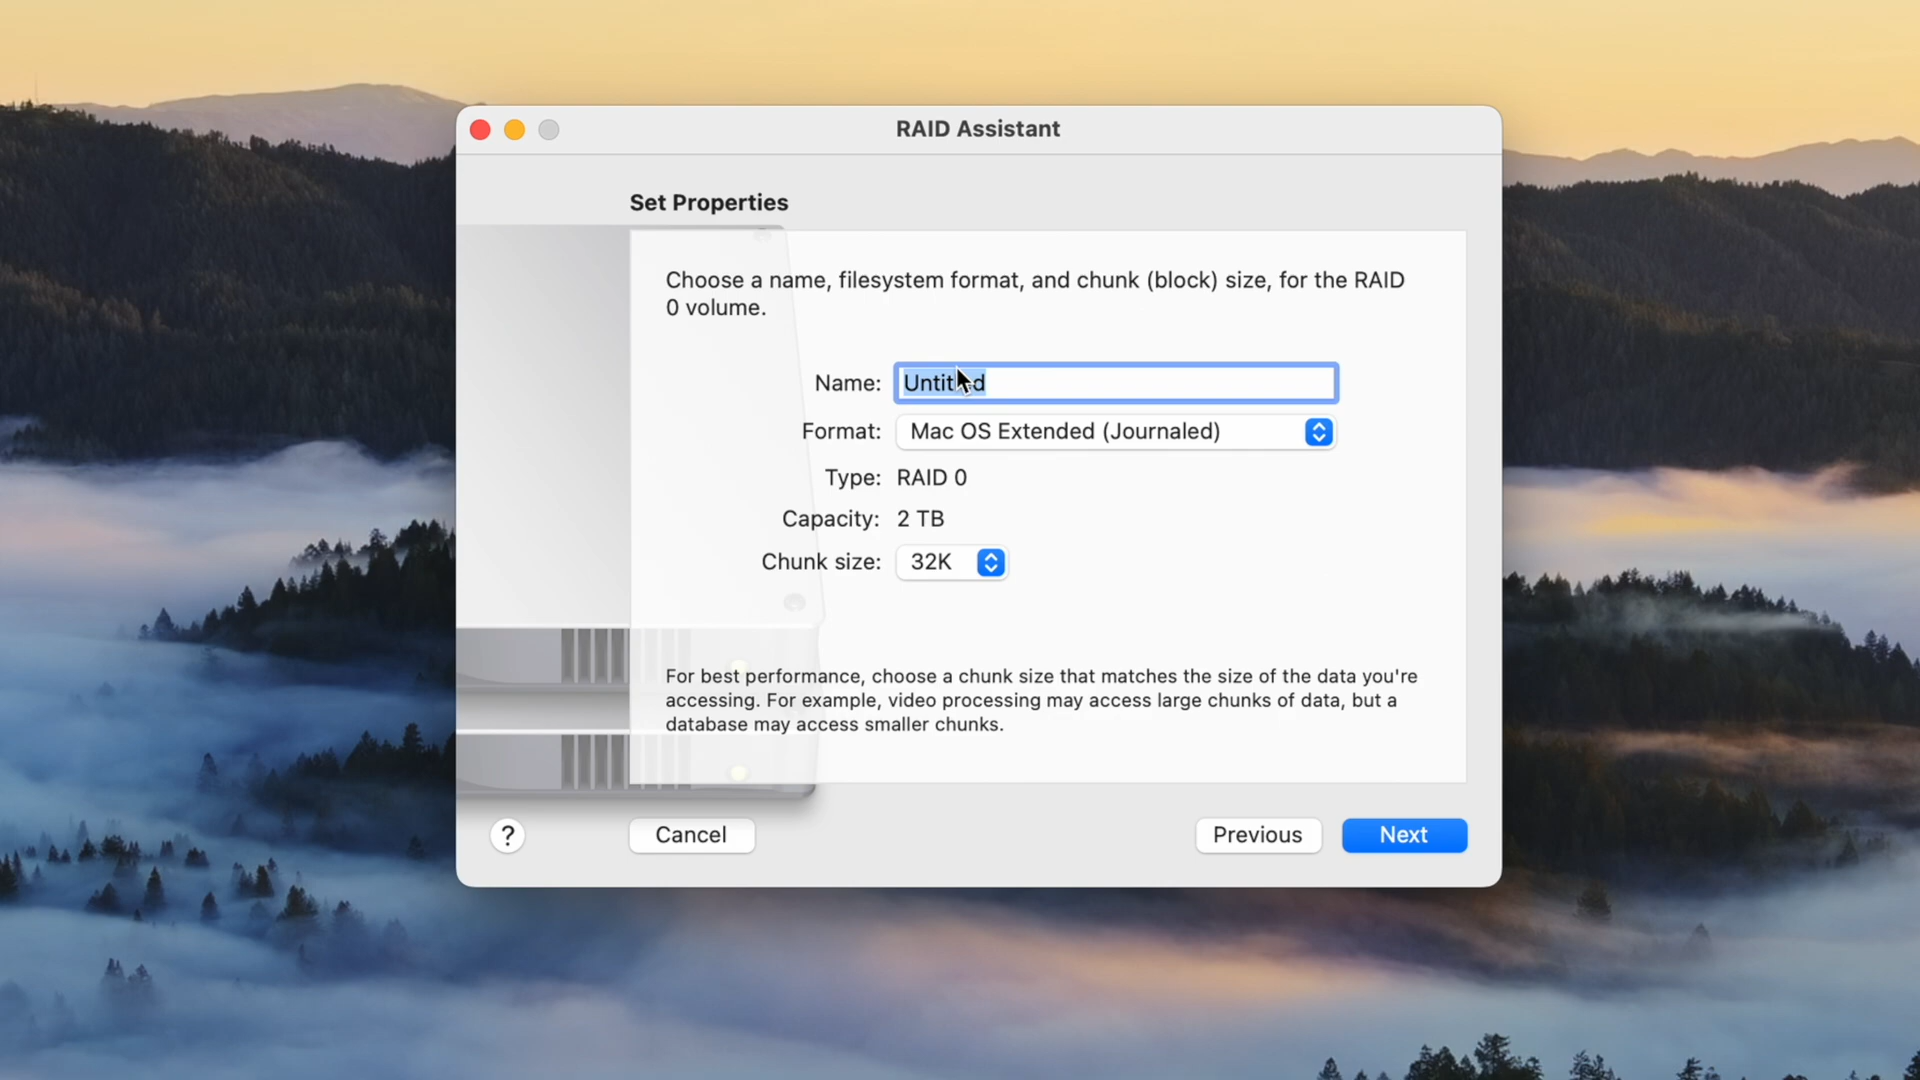 RAID Assistant
Set Properties
Choose a name, filesystem format, and chunk (block) size, for the RAID
0 volume.
Name: Untitled
Format: Mac OS Extended (Journaled)
Type: RAID 0
Capacity: 2 TB
Chunk size: 32K
For best performance, choose a chunk size that matches the size of the data you're
accessing. For example, video processing may access large chunks of data, but a
database may access smaller chunks.
? Cancel Previous Next